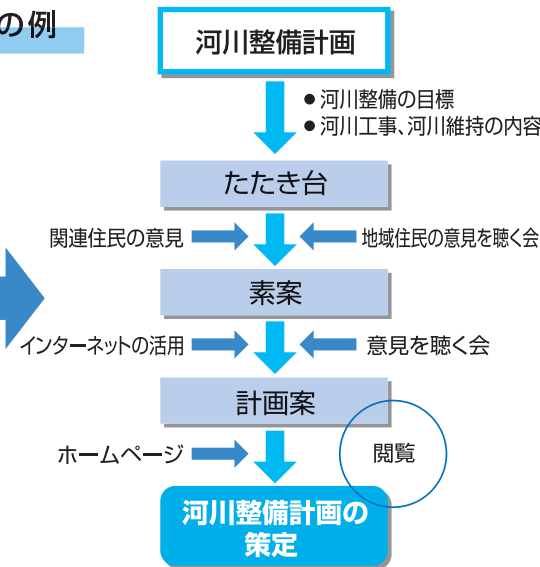 の例
河川整備計画
●河川整備の目標
●河川工事、河川維持の内容
たたき台
関連住民の意見
地域住民の意見を聴く会
素案
インターネットの活用
意見を聴く会
計画案
ホームページ
閲覧
河川整備計画の
策定